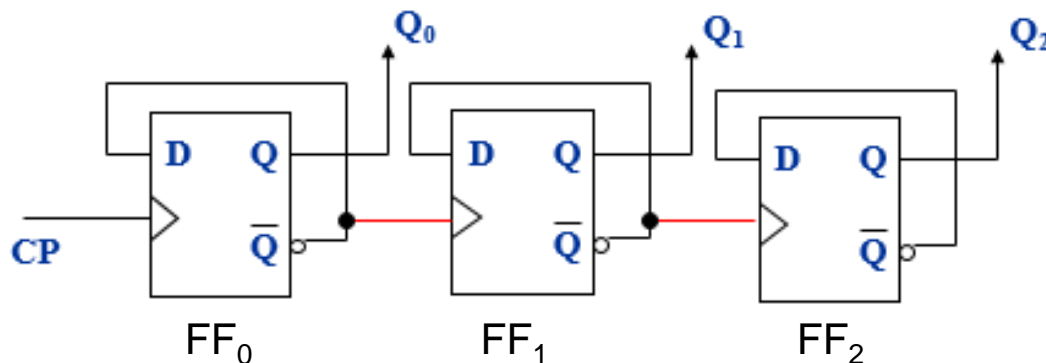 Q₀ Q₁ Q₂
D Q D Q D Q
CP Q̅ Q̅ Q̅
FF₀ FF₁ FF₂